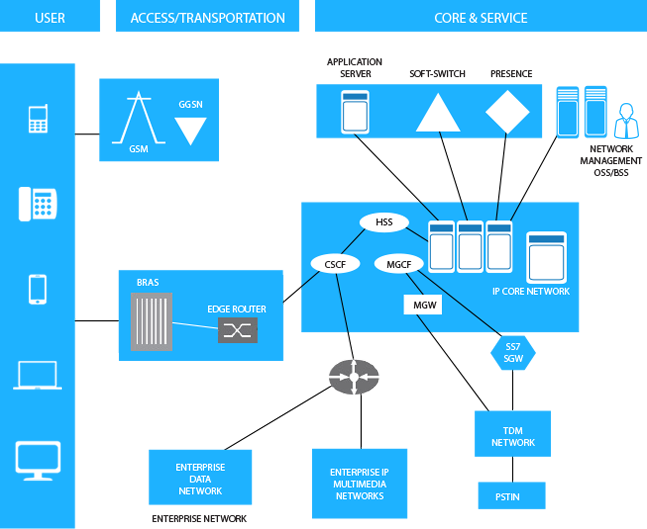 USER
ACCESS/TRANSPORTATION
CORE & SERVICE
APPLICATION
SERVER
SOFT-SWITCH
PRESENCE
GGSN
GSM
NETWORK
MANAGEMENT
OSS/BSS
HSS
CSCF
MGCF
IP CORE NETWORK
MGW
BRAS
EDGE ROUTER
SS7
SGW
TDM
NETWORK
ENTERPRISE
DATA
NETWORK
ENTERPRISE IP
MULTIMEDIA
NETWORKS
PSTIN
ENTERPRISE NETWORK